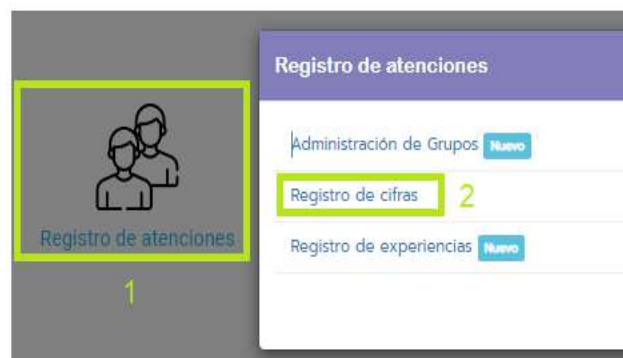 Registro de atenciones
1
Registro de atenciones
Administración de Grupos Nuevo
Registro de cifras 2
Registro de experiencias Nuevo